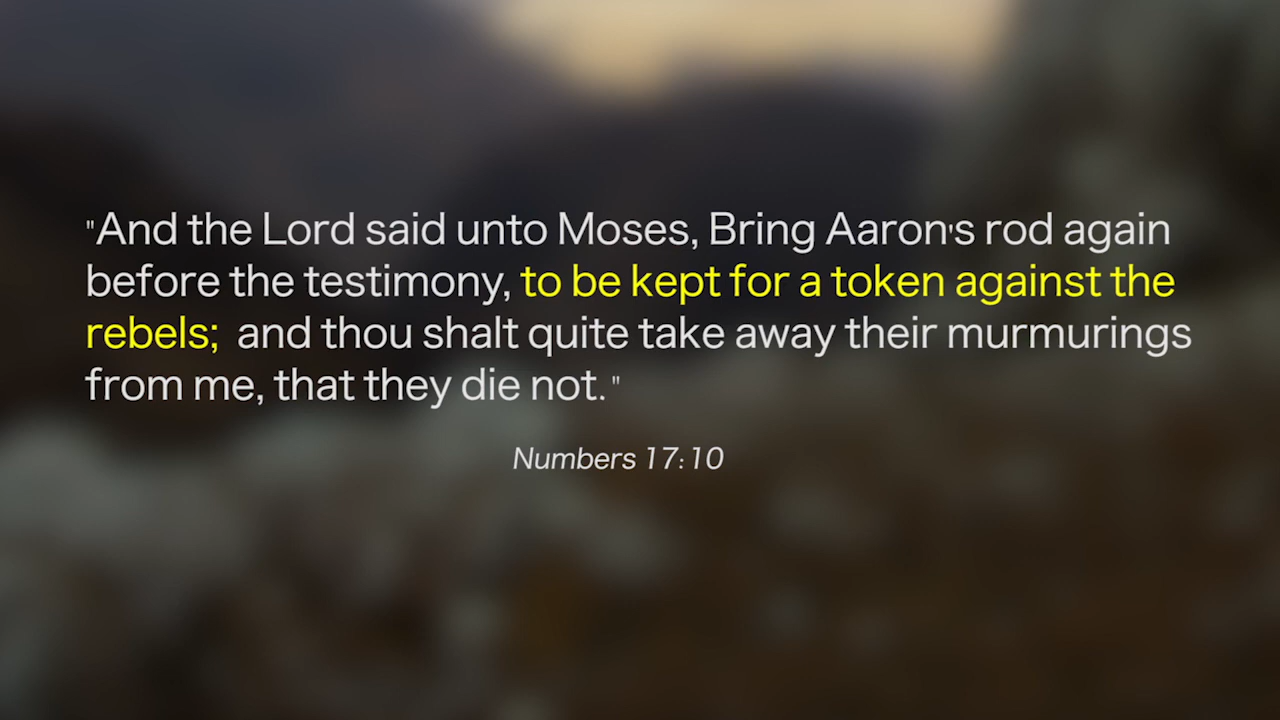 "And the Lord said unto Moses, Bring Aaron's rod again
before the testimony, to be kept for a token against the
rebels; and thou shalt quite take away their murmurings
from me, that they die not."
Numbers 17:10